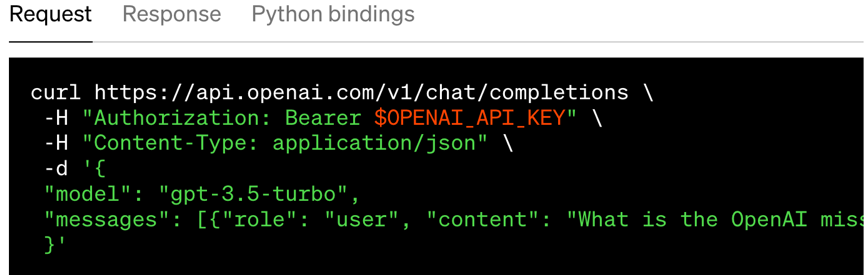 Request Response Python bindings
curl https://api.openai.com/v1/chat/completions \
-H "Authorization: Bearer $OPENAI_API_KEY" \
-H "Content-Type: application/json" \
-d '{
"model": "gpt-3.5-turbo",
"messages": [{"role": "user", "content": "What is the OpenAI
}'